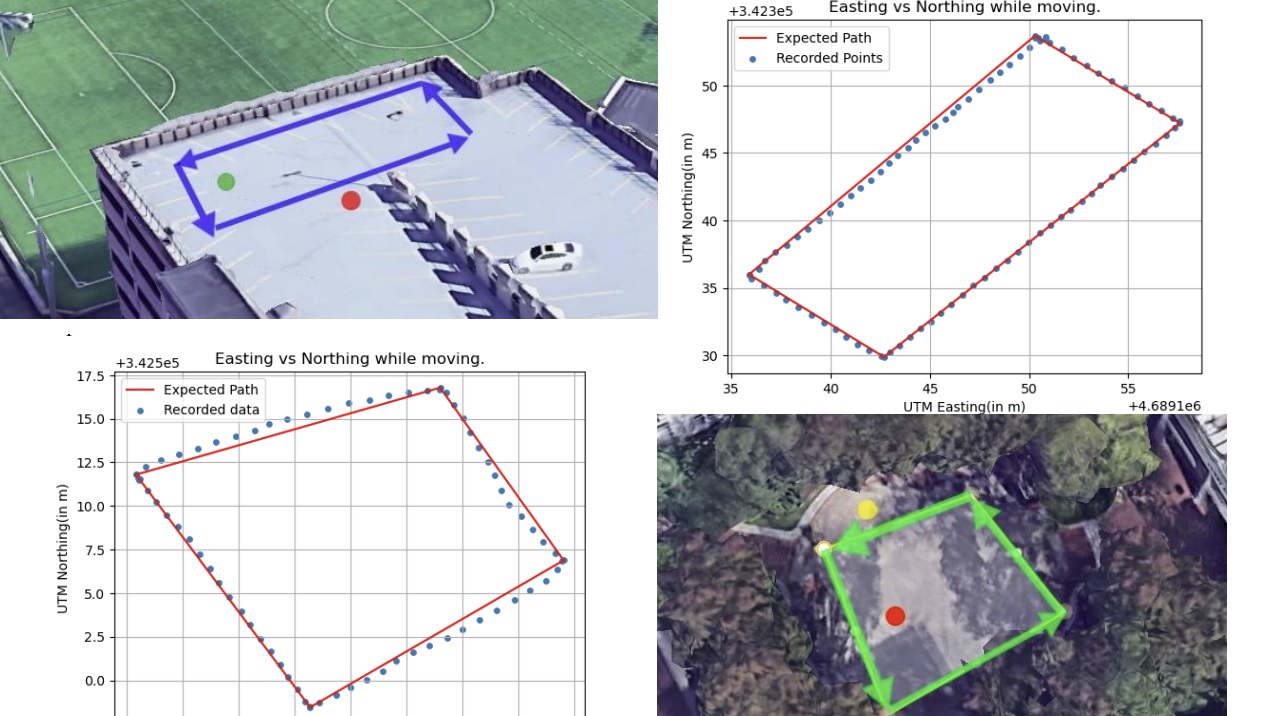 +3.423e5
Easting vs Northing while moving.
Expected Path
Recorded Points
50
45
40
35
30
UTM Northing(in m)
35 40 45 50 55
UTM Easting(in m)
+4.6891e6
+3.425e5
Easting vs Northing while moving.
Expected Path
Recorded data
17.5
15.0
12.5
10.0
7.5
5.0
2.5
0.0
UTM Northing(in m)